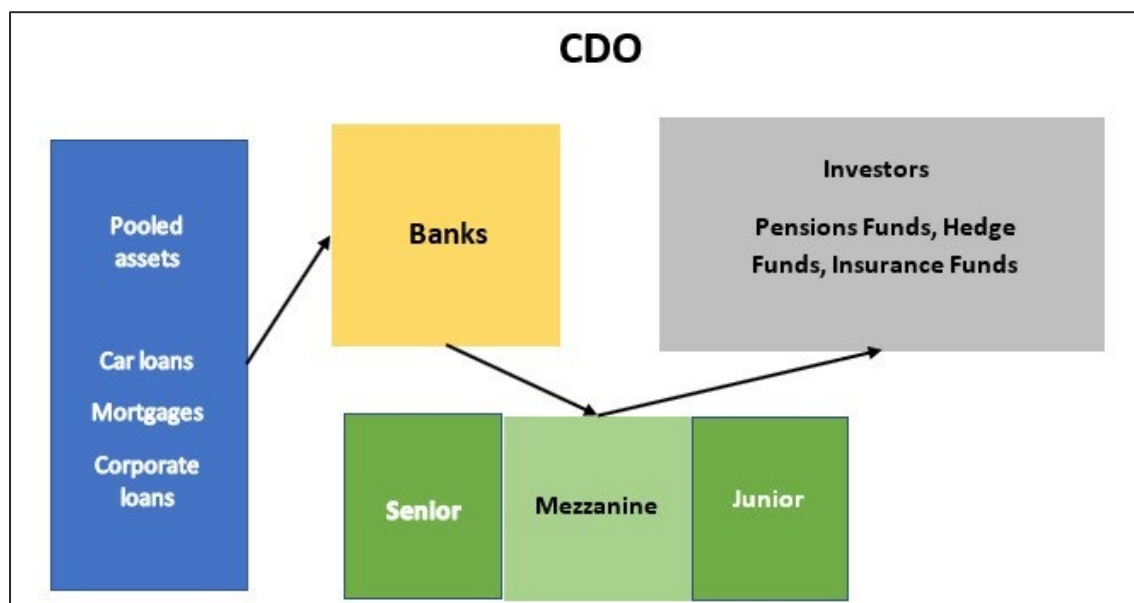 CDO
Pooled
assets
Car loans
Mortgages
Corporate
loans
Banks
Investors
Pensions Funds, Hedge
Funds, Insurance Funds
Senior
Mezzanine
Junior